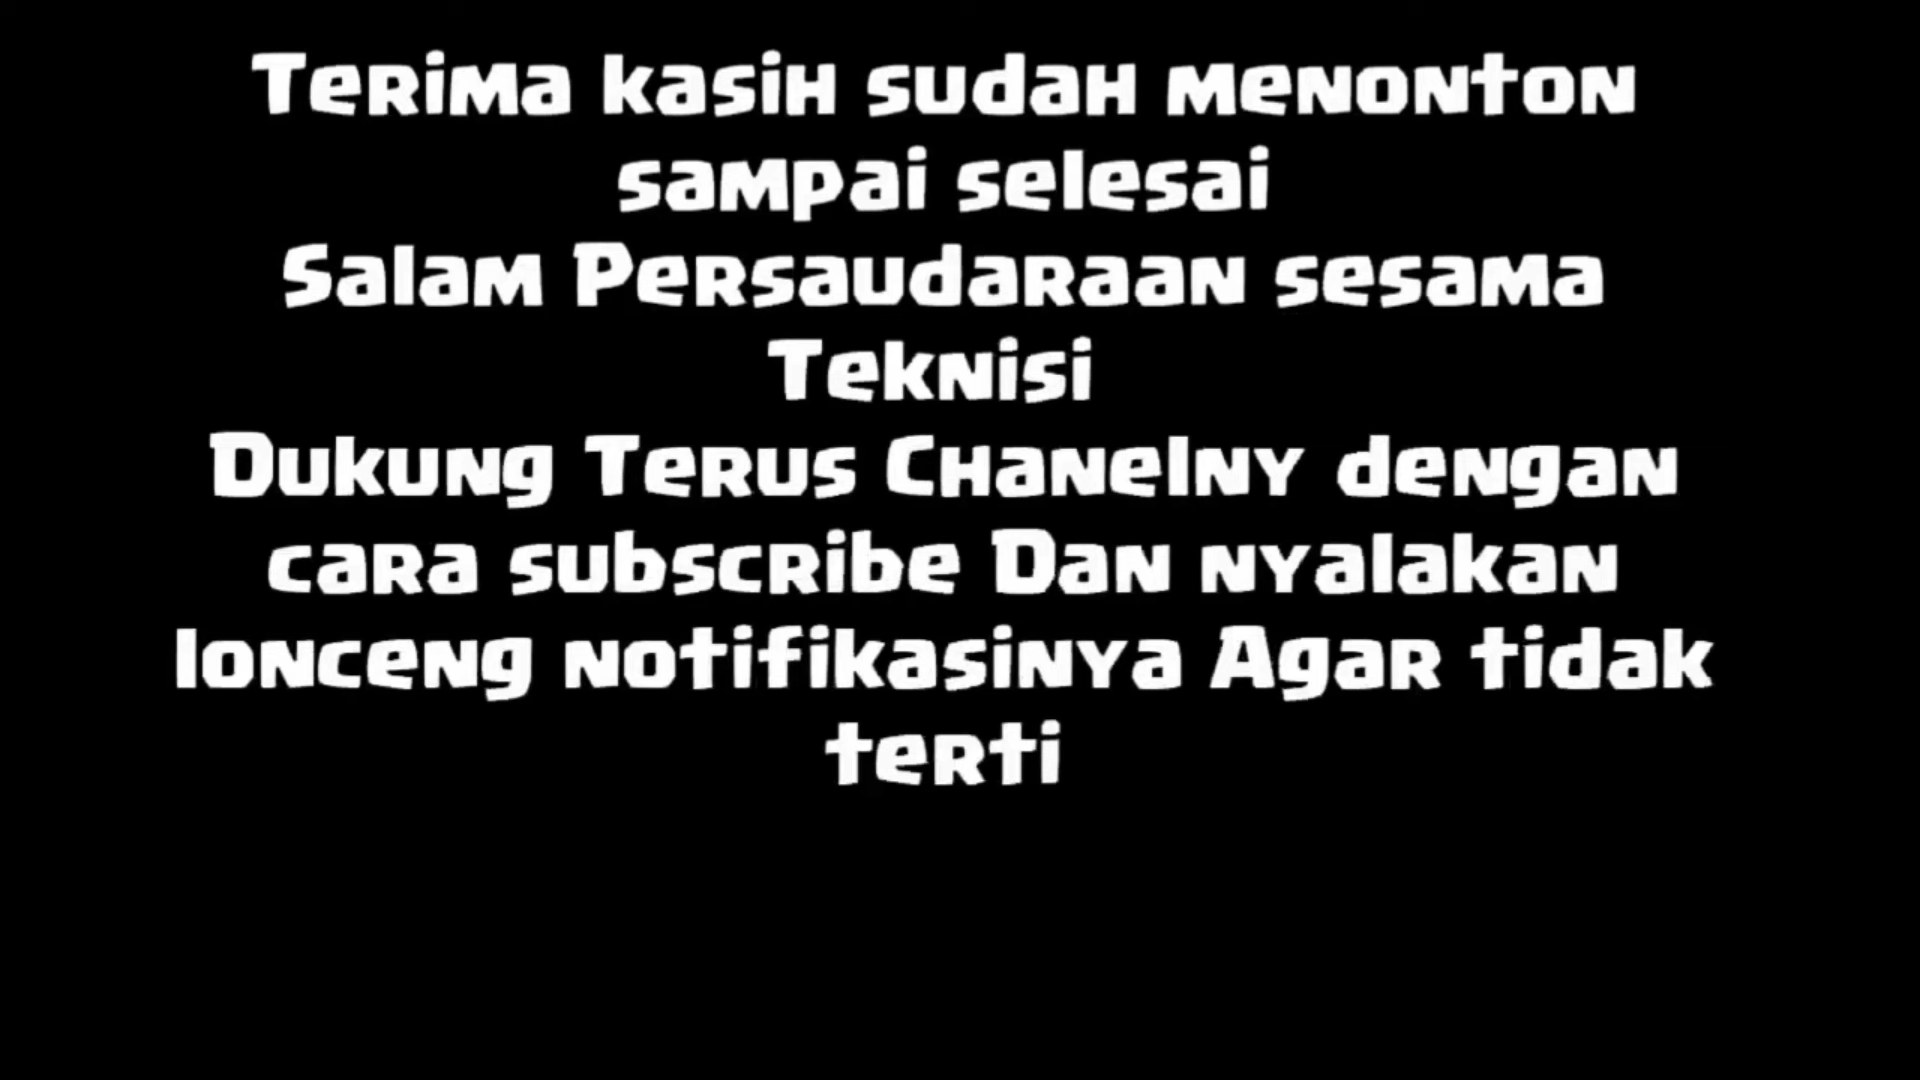 Terima kasih sudah menonton
sampai selesai
Salam Persaudaraan sesama
Teknisi
Dukung Terus Chanelny dengan
cara subscribe Dan nyalakan
lonceng notifikasinya Agar tidak
terti